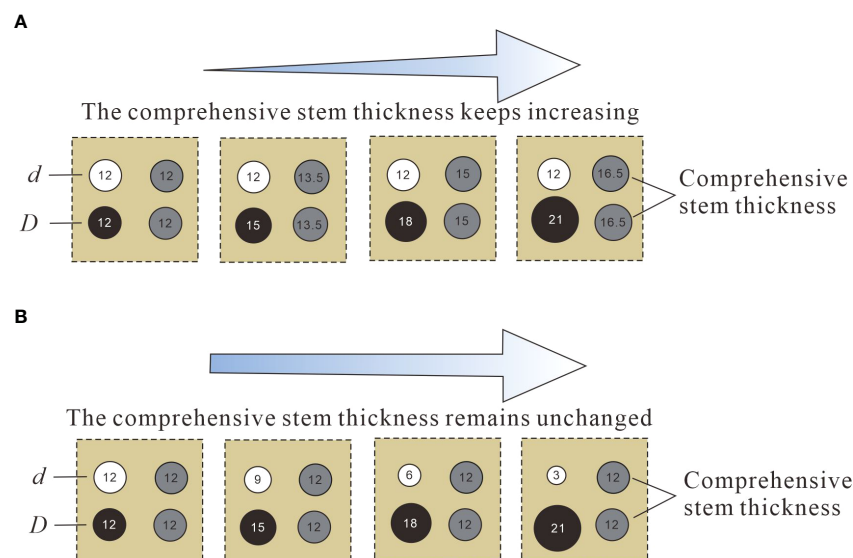 A
The comprehensive stem thickness keeps increasing
d 12 12 12 13.5 12 15 12 16.5
D 12 12 15 13.5 18 15 21 16.5
Comprehensive
stem thickness
B
The comprehensive stem thickness remains unchanged
d 12 12 9 12 6 12 3 12
D 12 12 15 12 18 12 21 12
Comprehensive
stem thickness